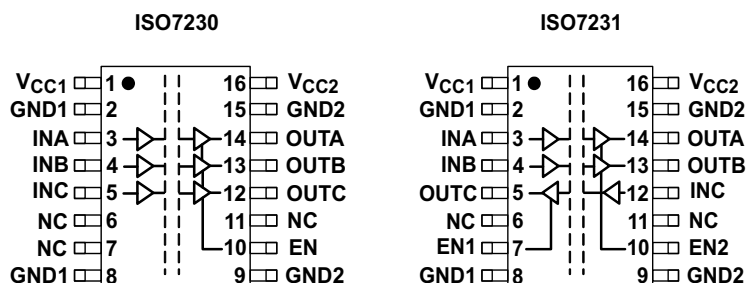 ISO7230
VCC1 1 16 VCC2
GND1 2 15 GND2
INA 3 14 OUTA
INB 4 13 OUTB
INC 5 12 OUTC
NC 6 11 NC
NC 7 10 EN
GND1 8 9 GND2
ISO7231
VCC1 1 16 VCC2
GND1 2 15 GND2
INA 3 14 OUTA
INB 4 13 OUTB
OUTC 5 12 INC
NC 6 11 NC
EN1 7 10 EN2
GND1 8 9 GND2